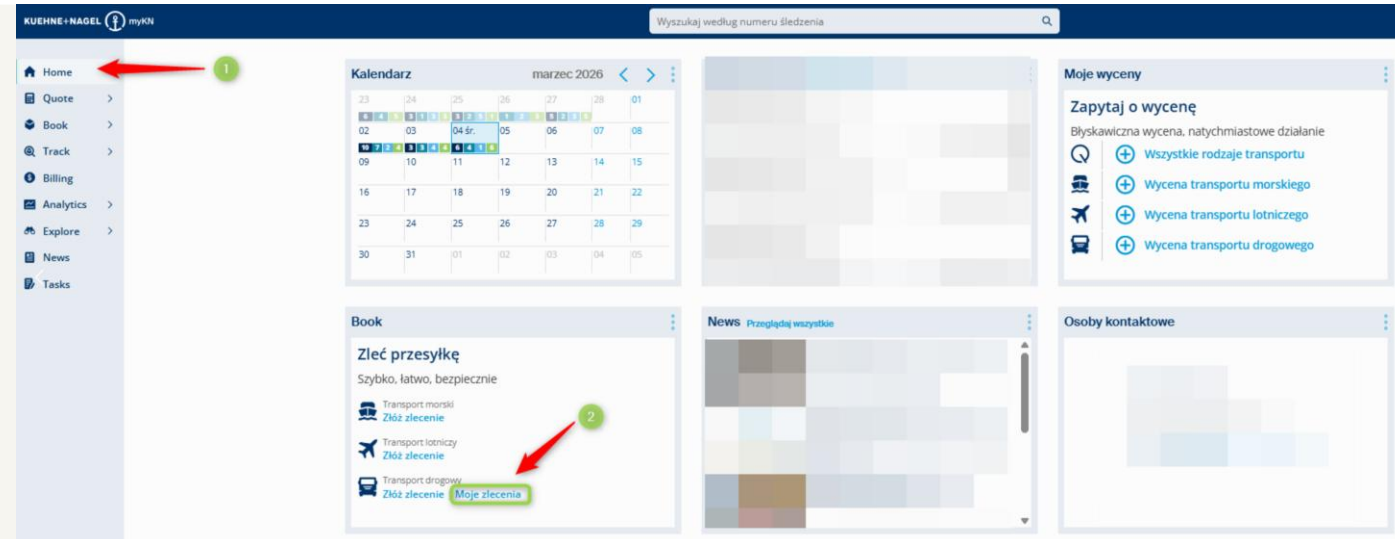 KUEHNE+NAGEL myKN
Wyszukaj według numeru śledzenia
Home
1
Quote
Book
Track
Billing
Analytics
Explore
News
Tasks
Kalendarz marzec 2026
23 24 25 26 27 28 01
02 03 04 śr. 05 06 07 08
09 10 11 12 13 14 15
16 17 18 19 20 21 22
23 24 25 26 27 28 29
30 31 01 02 03 04 05
Moje wyceny
Zapytaj o wycenę
Błyskawiczna wycena, natychmiastowe działanie
Wszystkie rodzaje transportu
Wycena transportu morskiego
Wycena transportu lotniczego
Wycena transportu drogowego
Book
Zleć przesyłkę
Szybko, łatwo, bezpiecznie
Transport morski
Złóż zlecenie
2
Transport lotniczy
Złóż zlecenie
Transport drogowy
Złóż zlecenie Moje zlecenia
News Przeglądaj wszystkie
Osoby kontaktowe